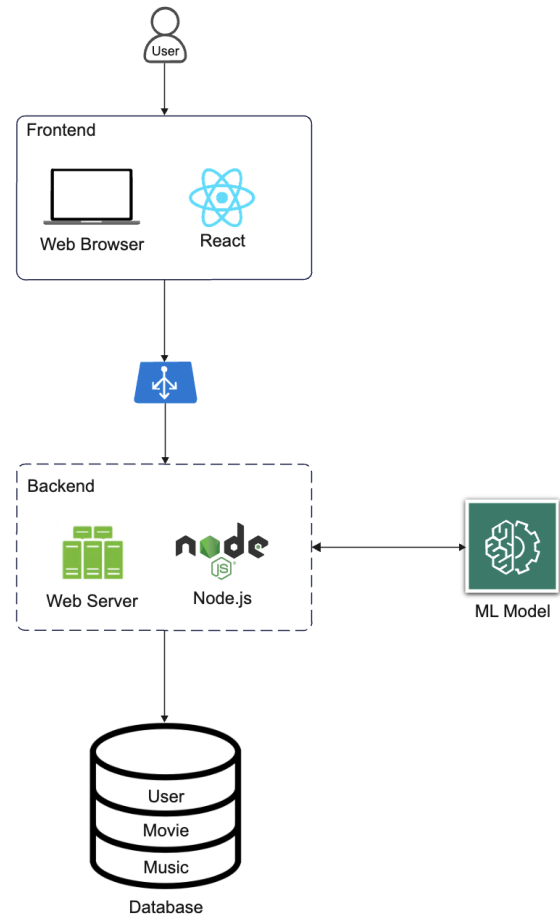 User
Frontend
Web Browser
React
Backend
node
JS
Web Server
Node.js
ML Model
User
Movie
Music
Database